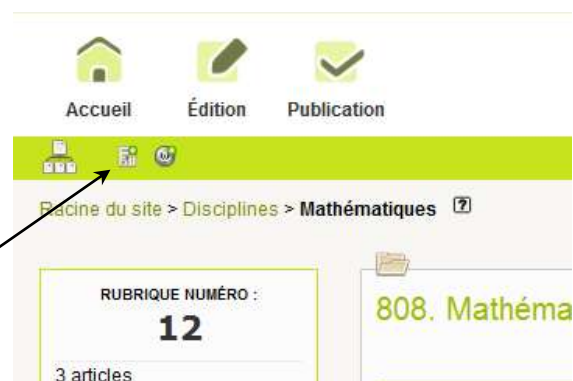 Accueil Édition Publication
Racine du site > Disciplines > Mathématiques ?
RUBRIQUE NUMÉRO :
12
3 articles
808. Mathéma